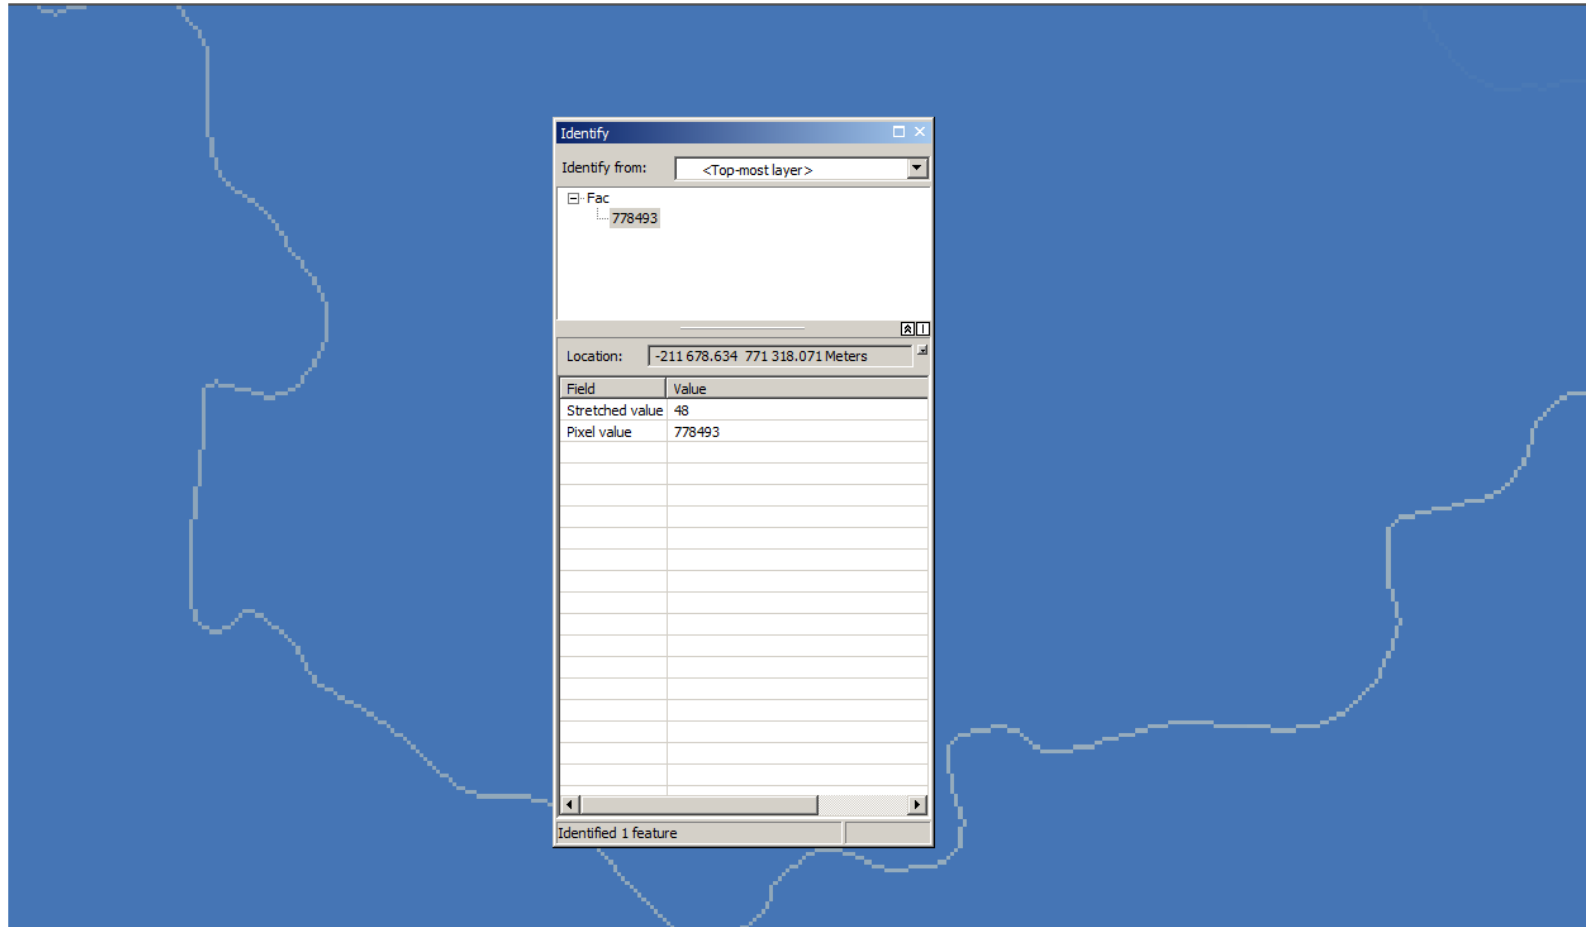 Identify
Identify from: <Top-most layer>
Fac
778493
Location: -211 678.634 771 318.071 Meters
Field Value
Stretched value 48
Pixel value 778493
Identified 1 feature